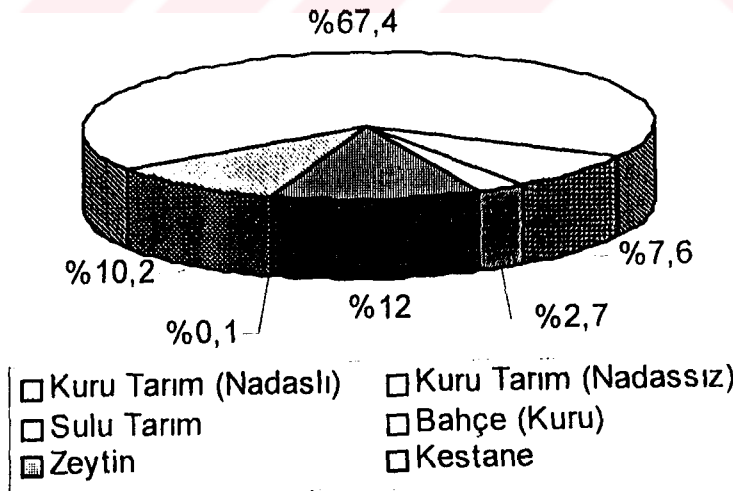 %67,4
%10,2
%7,6
%0,1
%12
%2,7
Kuru Tarım (Nadaslı) Kuru Tarım (Nadassız)
Sulu Tarım Bahçe (Kuru)
Zeytin Kestane